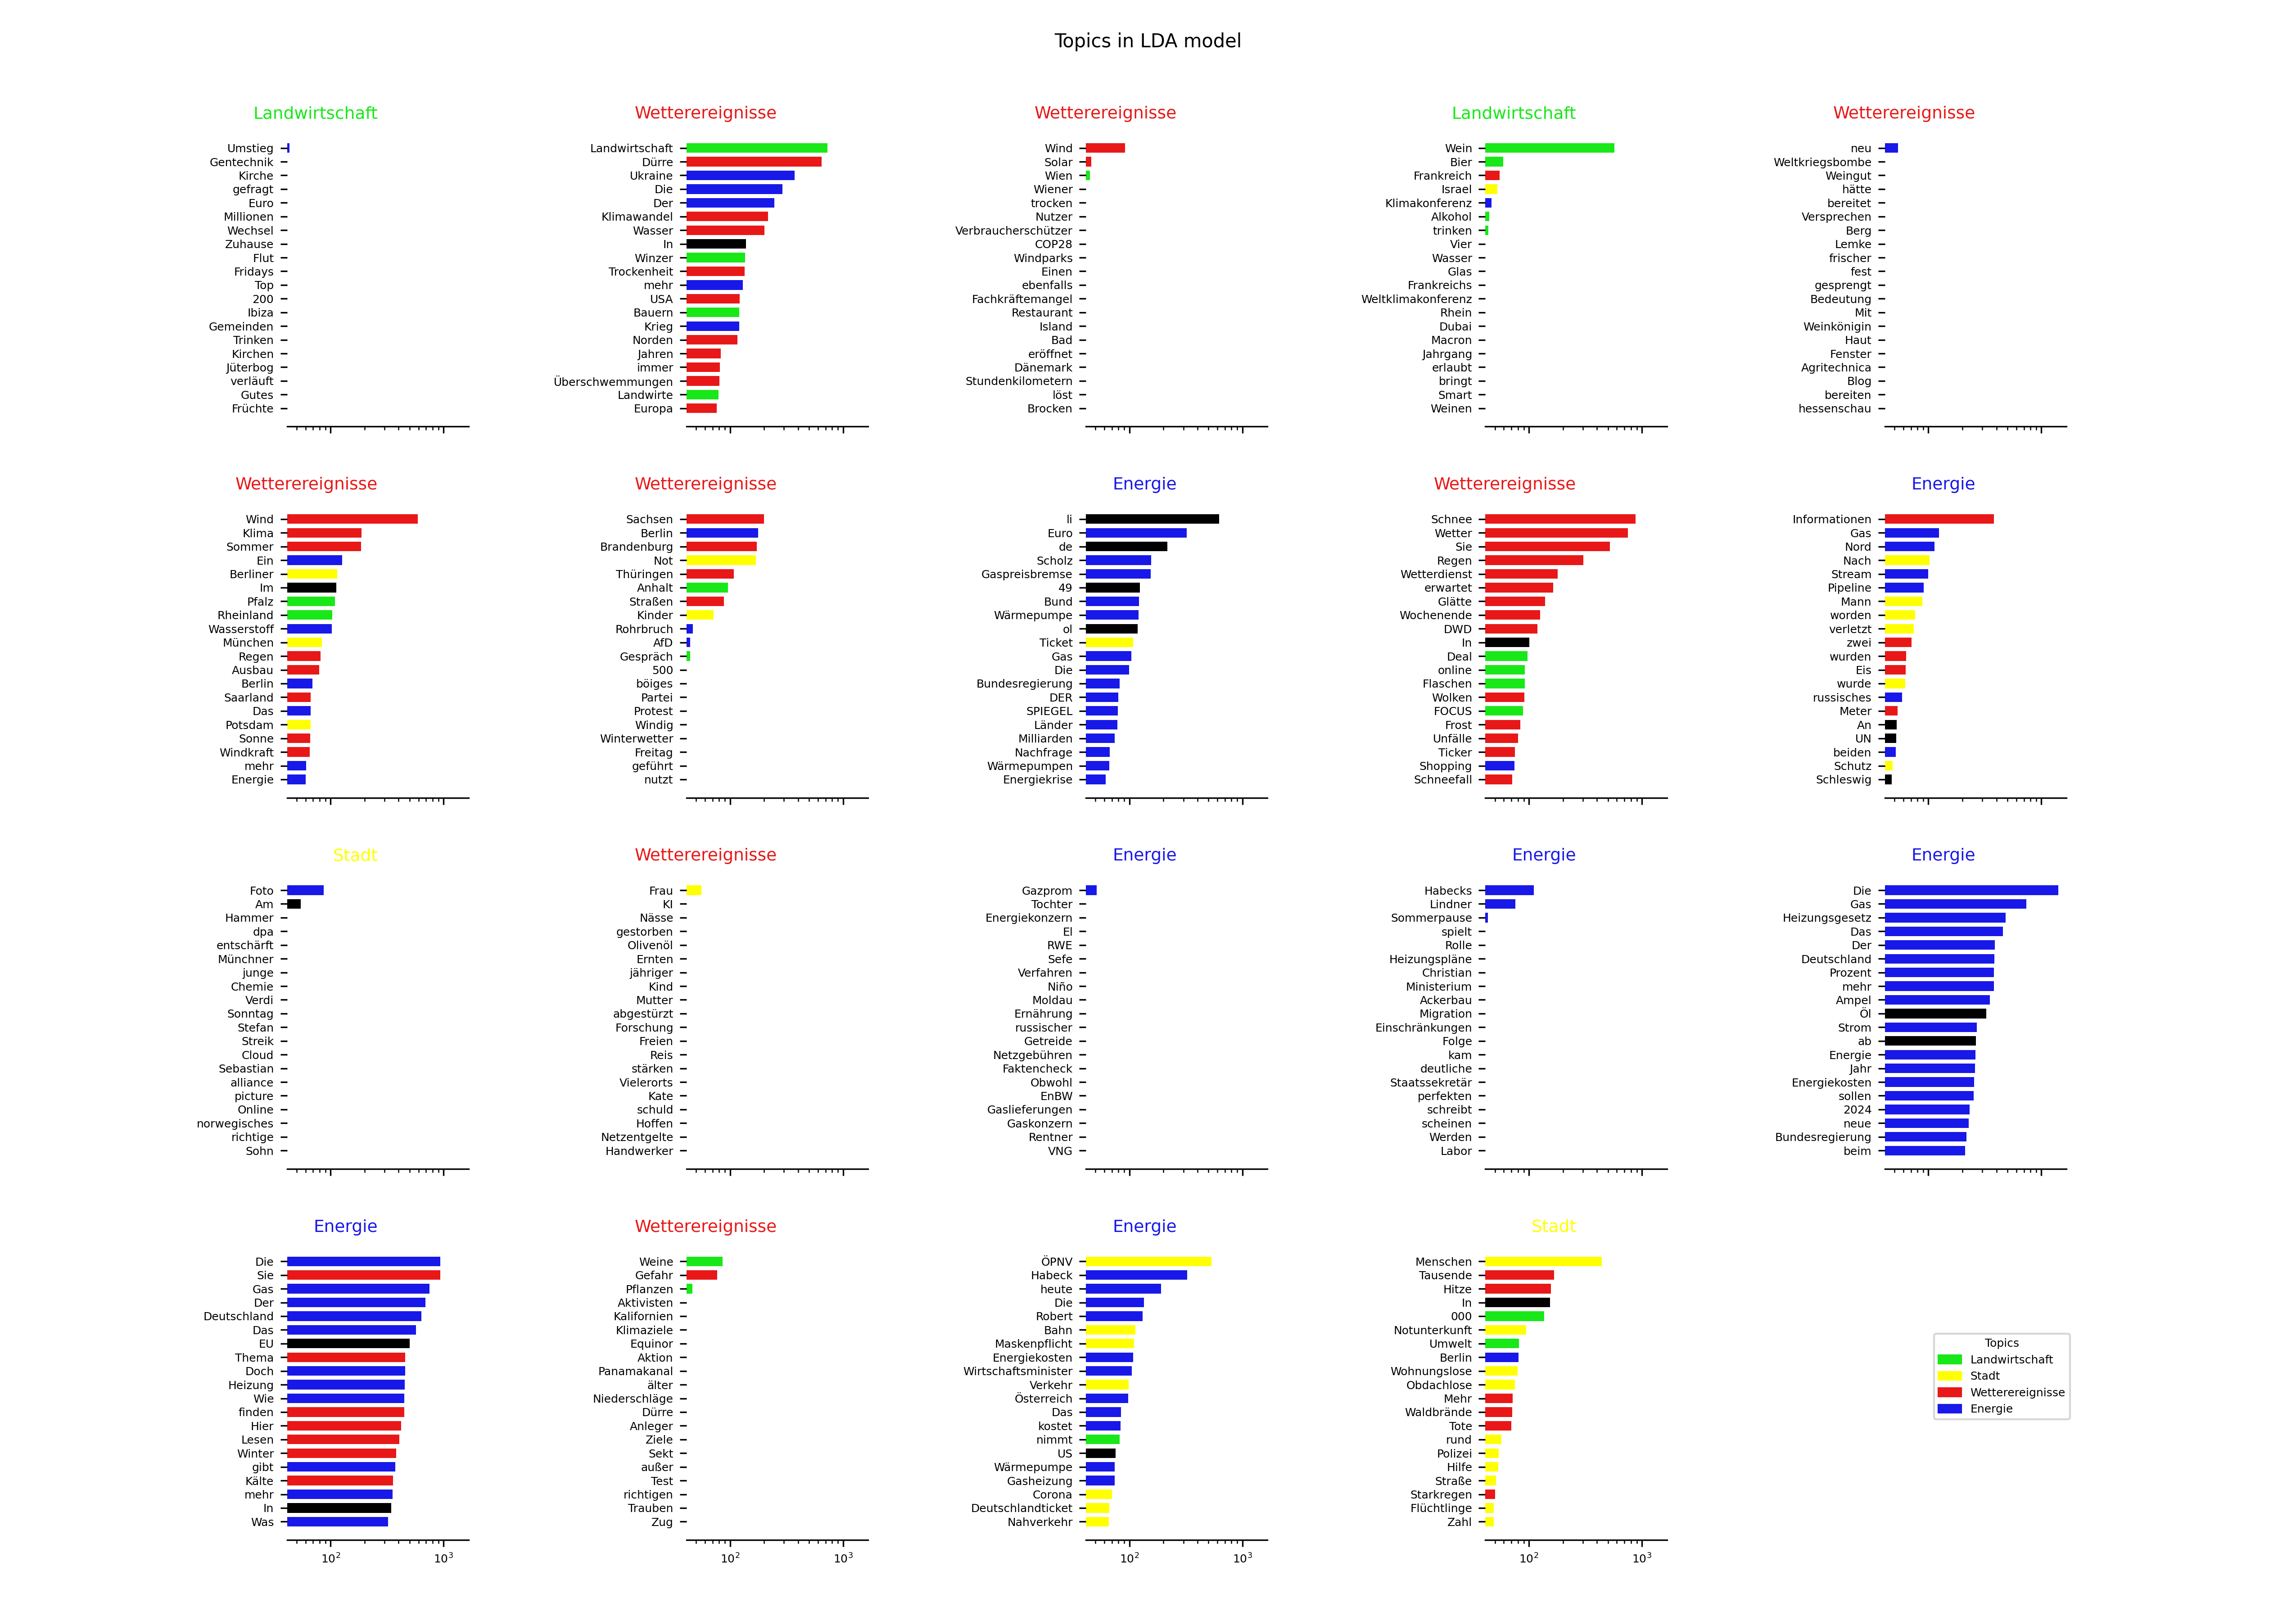 Topics in LDA model
Landwirtschaft
Umstieg
Gentechnik
Kirche
gefragt
Euro
Millionen
Wechsel
Zuhause
Flut
Fridays
Top
200
Ibiza
Gemeinden
Trinken
Kirchen
Jüterbog
verläuft
Gutes
Früchte
Wetterereignisse
Landwirtschaft
Dürre
Ukraine
Die
Der
Klimawandel
Wasser
In
Winzer
Trockenheit
mehr
USA
Bauern
Krieg
Norden
Jahren
immer
Überschwemmungen
Landwirte
Europa
Wetterereignisse
Wind
Solar
Wien
Wiener
trocken
Nutzer
Verbraucherschützer
COP28
Windparks
Einen
ebenfalls
Fachkräftemangel
Restaurant
Island
Bad
eröffnet
Dänemark
Stundenkilometern
löst
Brocken
Landwirtschaft
Wein
Bier
Frankreich
Israel
Klimakonferenz
Alkohol
trinken
Vier
Wasser
Glas
Frankreichs
Weltklimakonferenz
Rhein
Dubai
Macron
Jahrgang
erlaubt
bringt
Smart
Weinen
Wetterereignisse
neu
Weltkriegsbombe
Weingut
hätte
bereitet
Versprechen
Berg
Lemke
frischer
fest
gesprengt
Bedeutung
Mit
Weinkönigin
Haut
Fenster
Agritechnica
Blog
bereiten
hessenschau
Wetterereignisse
Wind
Klima
Sommer
Ein
Berliner
Im
Pfalz
Rheinland
Wasserstoff
München
Regen
Ausbau
Berlin
Saarland
Das
Potsdam
Sonne
Windkraft
mehr
Energie
Wetterereignisse
Sachsen
Berlin
Brandenburg
Not
Thüringen
Anhalt
Straßen
Kinder
Rohrbruch
AfD
Gespräch
500
böiges
Partei
Protest
Windig
Winterwetter
Freitag
geführt
nutzt
Energie
li
Euro
de
Scholz
Gaspreisbremse
49
Bund
Wärmepumpe
ol
Ticket
Gas
Die
Bundesregierung
DER
SPIEGEL
Länder
Milliarden
Nachfrage
Wärmepumpen
Energiekrise
Wetterereignisse
Schnee
Wetter
Sie
Regen
Wetterdienst
erwartet
Glätte
Wochenende
DWD
In
Deal
online
Flaschen
Wolken
FOCUS
Frost
Unfälle
Ticker
Shopping
Schneefall
Energie
Informationen
Gas
Nord
Nach
Stream
Pipeline
Mann
worden
verletzt
zwei
wurden
Eis
wurde
russisches
Meter
An
UN
beiden
Schutz
Schleswig
Stadt
Foto
Am
Hammer
dpa
entschärft
Münchner
junge
Chemie
Verdi
Sonntag
Stefan
Streik
Cloud
Sebastian
alliance
picture
Online
norwegisches
richtige
Sohn
Wetterereignisse
Frau
KI
Nässe
gestorben
Olivenöl
Ernten
jähriger
Kind
Mutter
abgestürzt
Forschung
Freien
Reis
stärken
Vielerorts
Kate
schuld
Hoffen
Netzentgelte
Handwerker
Energie
Gazprom
Tochter
Energiekonzern
El
RWE
Sefe
Verfahren
Niño
Moldau
Ernährung
russischer
Getreide
Netzgebühren
Faktencheck
Obwohl
EnBW
Gaslieferungen
Gaskonzern
Rentner
VNG
Energie
Habecks
Lindner
Sommerpause
spielt
Rolle
Heizungspläne
Christian
Ministerium
Ackerbau
Migration
Einschränkungen
Folge
kam
deutliche
Staatssekretär
perfekten
schreibt
scheinen
Werden
Labor
Energie
Die
Gas
Heizungsgesetz
Das
Der
Deutschland
Prozent
mehr
Ampel
Öl
Strom
ab
Energie
Jahr
Energiekosten
sollen
2024
neue
Bundesregierung
beim
Energie
Die
Sie
Gas
Der
Deutschland
Das
EU
Thema
Doch
Heizung
Wie
finden
Hier
Lesen
Winter
gibt
Kälte
mehr
In
Was
10² 10³
Wetterereignisse
Weine
Gefahr
Pflanzen
Aktivisten
Kalifornien
Klimaziele
Equinor
Aktion
Panamakanal
älter
Niederschläge
Dürre
Anleger
Ziele
Sekt
außer
Test
richtigen
Trauben
Zug
10² 10³
Energie
ÖPNV
Habeck
heute
Die
Robert
Bahn
Maskenpflicht
Energiekosten
Wirtschaftsminister
Verkehr
Österreich
Das
kostet
nimmt
US
Wärmepumpe
Gasheizung
Corona
Deutschlandticket
Nahverkehr
10² 10³
Stadt
Menschen
Tausende
Hitze
In
000
Notunterkunft
Umwelt
Berlin
Wohnungslose
Obdachlose
Mehr
Waldbrände
Tote
rund
Polizei
Hilfe
Straße
Starkregen
Flüchtlinge
Zahl
10² 10³
Topics
Landwirtschaft
Stadt
Wetterereignisse
Energie